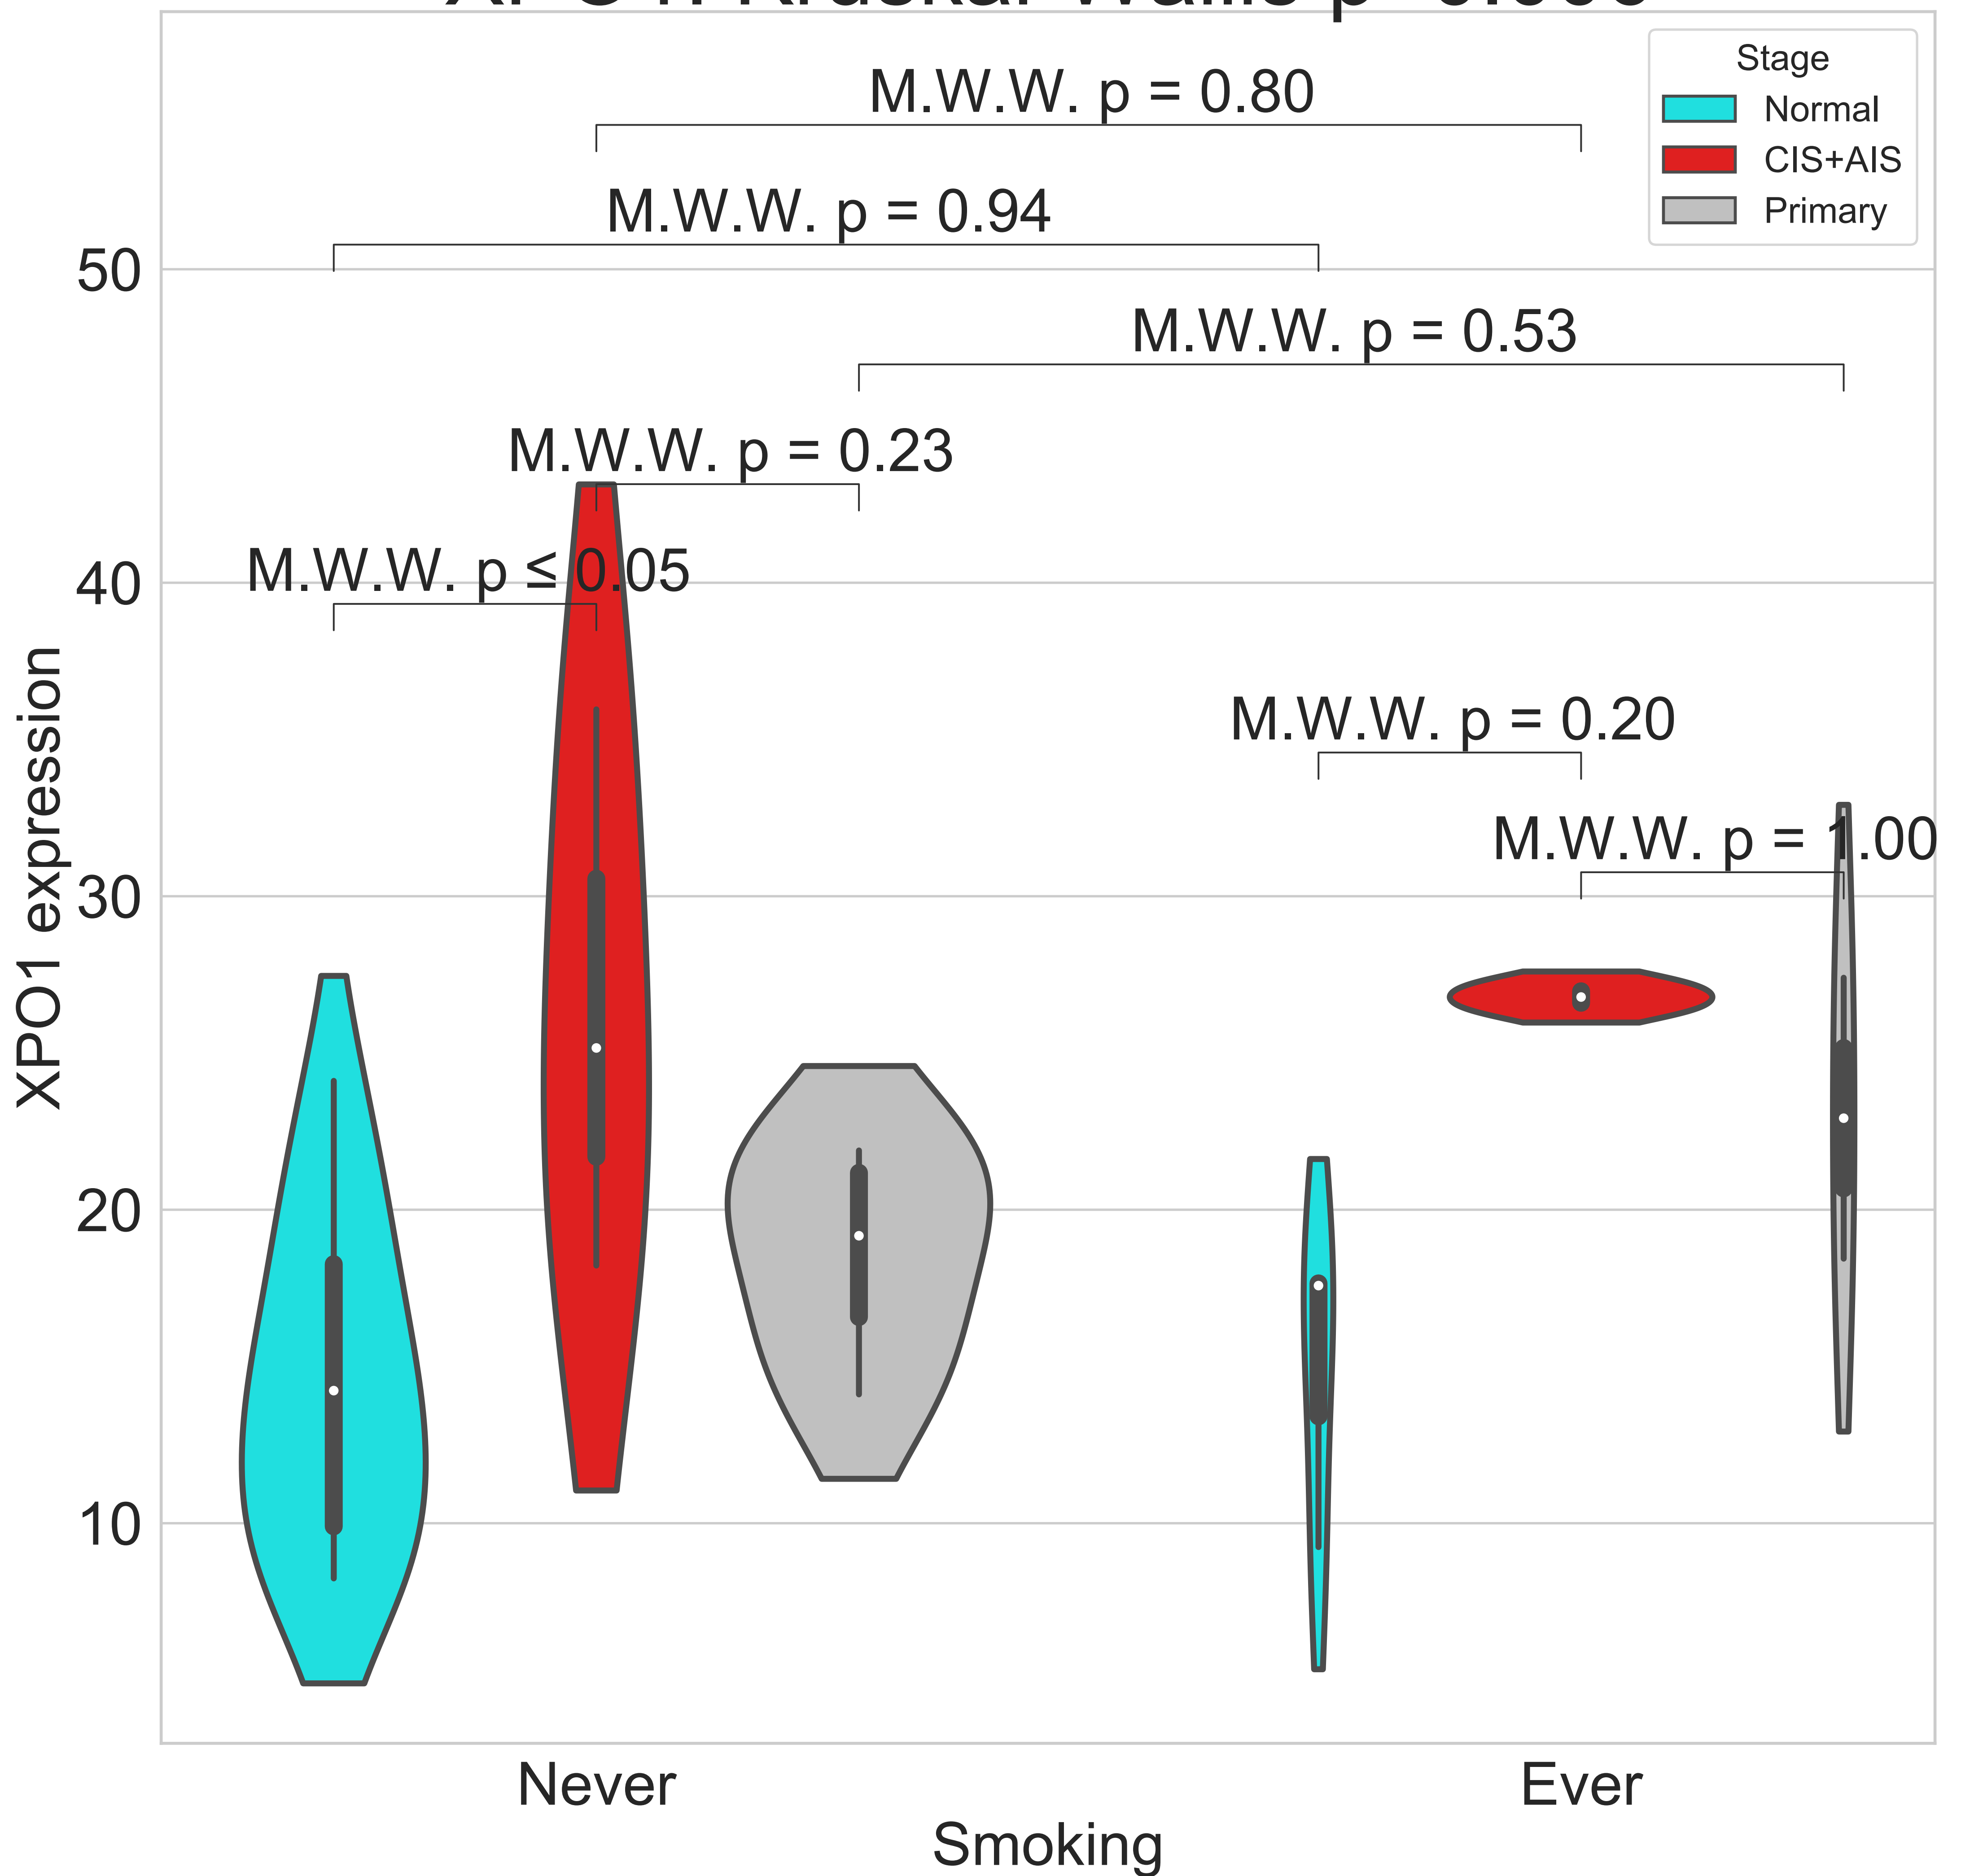 Stage
Normal
CIS+AIS
Primary
M.W.W. p = 0.80
M.W.W. p = 0.94
M.W.W. p = 0.53
M.W.W. p = 0.23
M.W.W. p ≤ 0.05
M.W.W. p = 0.20
M.W.W. p = 1.00
50
40
30
20
10
XPO1 expression
Never
Ever
Smoking